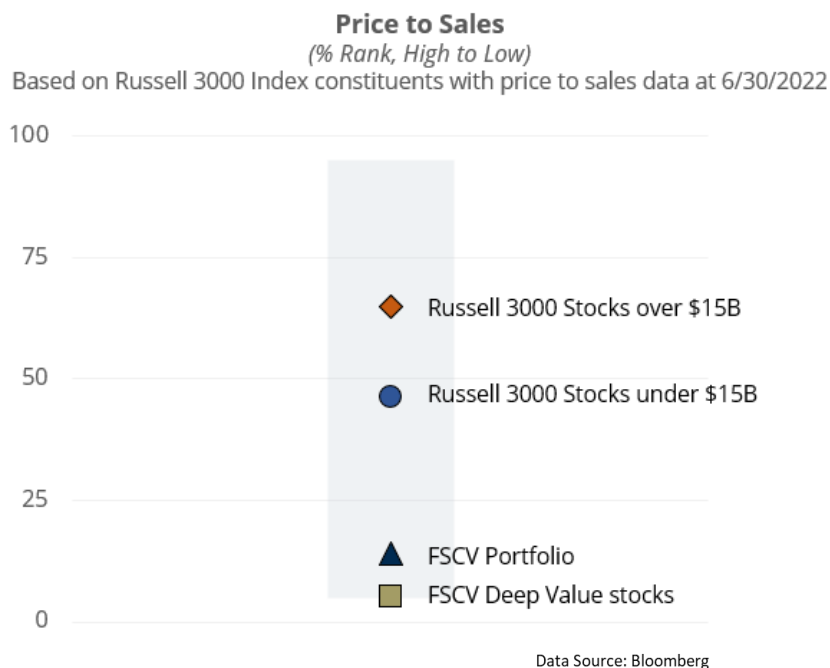 Price to Sales
(% Rank, High to Low)
Based on Russell 3000 Index constituents with price to sales data at 6/30/2022
100
75
Russell 3000 Stocks over $15B
50
Russell 3000 Stocks under $15B
25
FSCV Portfolio
FSCV Deep Value stocks
0
Data Source: Bloomberg